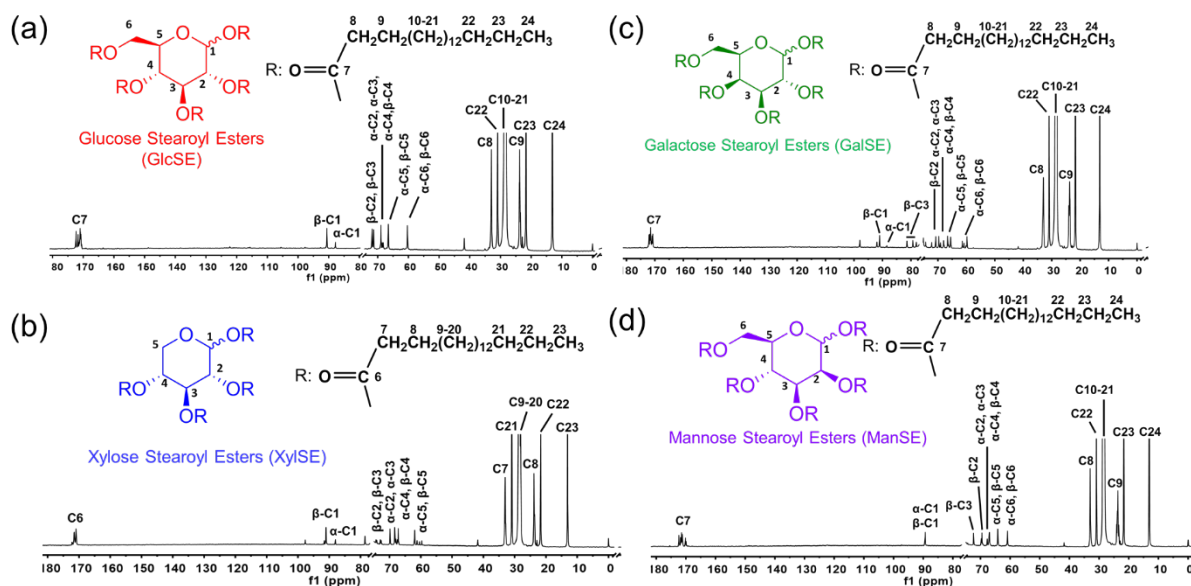 (a)
8 9 10-21 22 23 24
CH₂CH₂(CH₂)₁₂CH₂CH₂CH₃
R: O=C 7
6
5
O
OR
RO
4
1
RO
3
2
OR
OR
Glucose Stearoyl Esters
(GlcSE)
C7
β-C1
α-C1
β-C2, β-C3
α-C2, α-C3,
α-C4,β-C4
α-C5, β-C5
α-C6, β-C6
C8
C22
C10-21
C9
C23
C24
180 170 160 150 140 130 120 110 100 90 80 70 60 50 40 30 20 10 0
f1 (ppm)
(c)
8 9 10-21 22 23 24
CH₂CH₂(CH₂)₁₂CH₂CH₂CH₃
R: O=C 7
6
5
O
OR
RO
4
1
RO
3
2
OR
OR
Galactose Stearoyl Esters (GalSE)
C7
β-C1
α-C1
β-C3
β-C2, α-C2, α-C3
α-C4, β-C4
α-C5, β-C5
α-C6, β-C6
C8
C22
C10-21
C9
C23
C24
180 170 160 150 140 130 120 110 100 90 80 70 60 50 40 30 20 10 0
f1 (ppm)
(b)
7 8 9-20 21 22 23
CH₂CH₂(CH₂)₁₂CH₂CH₂CH₃
R: O=C 6
5
O
OR
1
RO
4
3
2
OR
OR
Xylose Stearoyl Esters (XylSE)
C6
β-C1
α-C1
β-C2, β-C3
α-C2, α-C3
α-C4, β-C4
α-C5, β-C5
C7
C21
C9-20
C8
C22
C23
180 160 140 120 100 80 70 60 50 40 30 20 10 0
f1 (ppm)
(d)
8 9 10-21 22 23 24
CH₂CH₂(CH₂)₁₂CH₂CH₂CH₃
R: O=C 7
6
5
O
OR
RO
4
1
RO
3
2
OR
OR
Mannose Stearoyl Esters (ManSE)
C7
α-C1
β-C1
β-C3
β-C2
α-C2, α-C3
α-C4, β-C4
α-C5, β-C5
α-C6, β-C6
C8
C22
C10-21
C9
C23
C24
180 160 140 120 100 80 70 60 50 40 30 20 10 0
f1 (ppm)